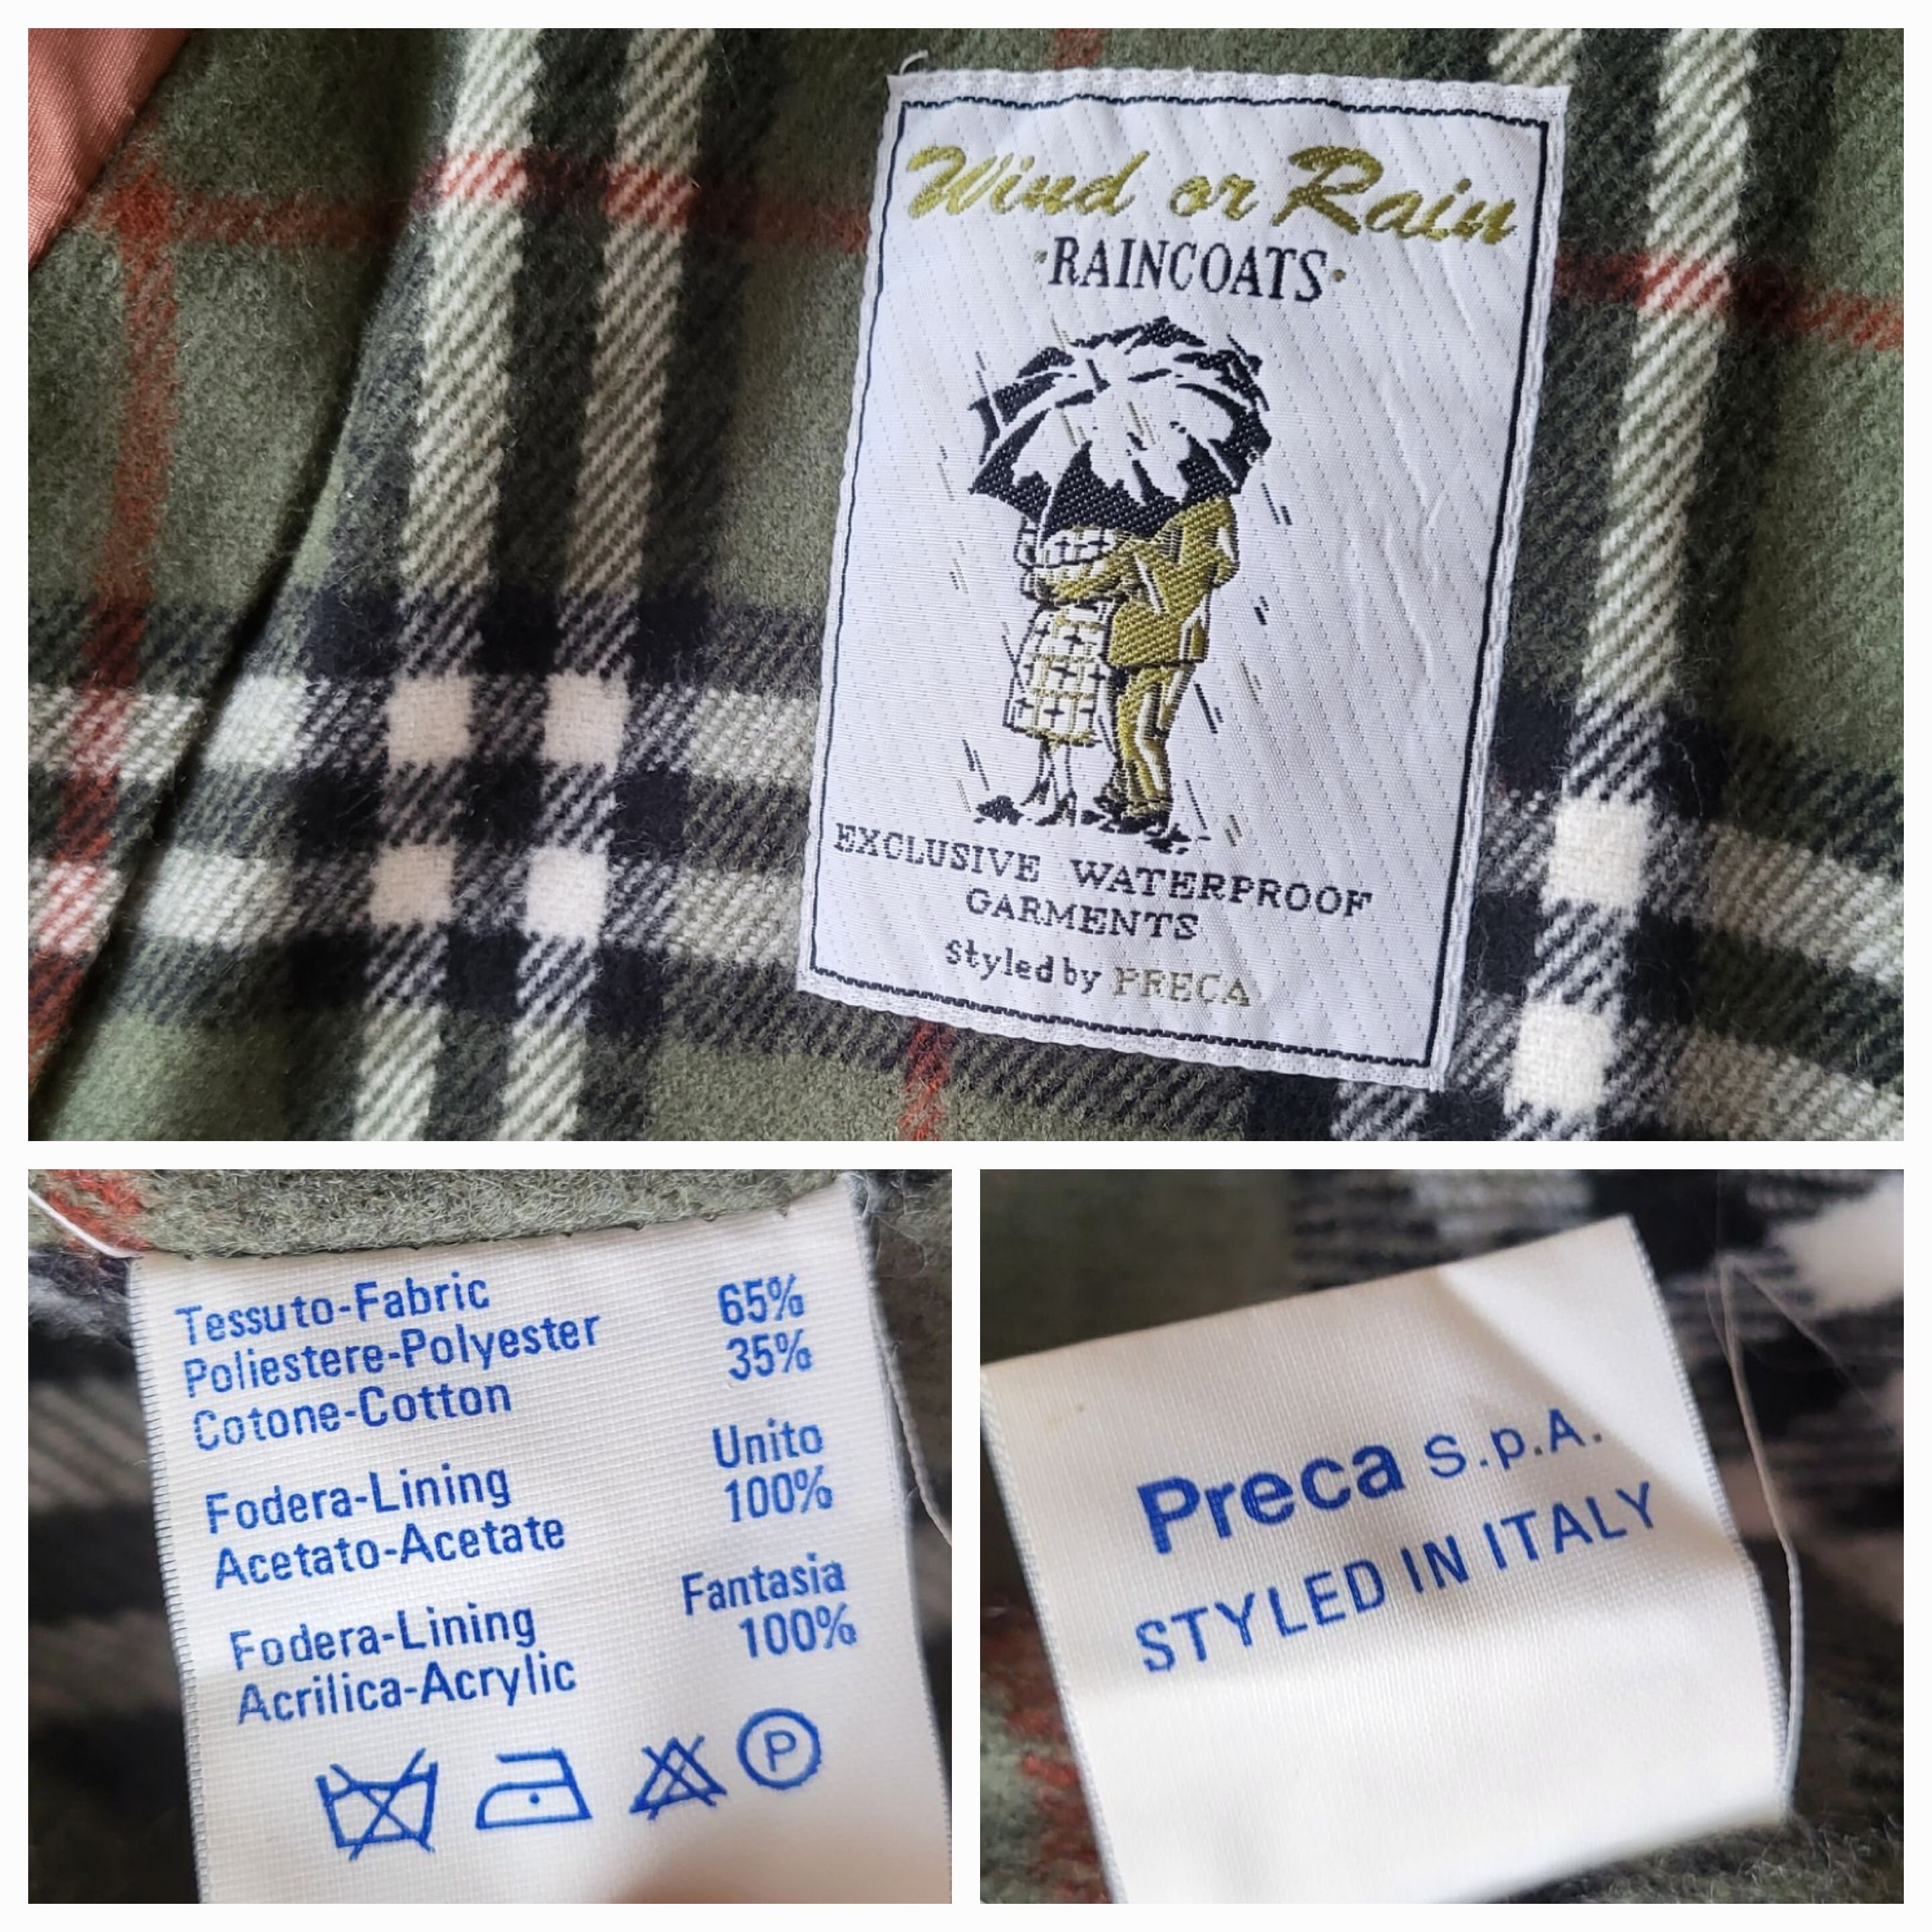 Wind or Rain
·RAINCOATS·
EXCLUSIVE WATERPROOF
GARMENTS
Styled by PRECA
Tessuto-Fabric
Poliestere-Polyester 65%
Cotone-Cotton 35%
Fodera-Lining Unito
Acetato-Acetate 100%
Fodera-Lining Fantasia
Acrilica-Acrylic 100%
P
Preca S.p.A.
STYLED IN ITALY